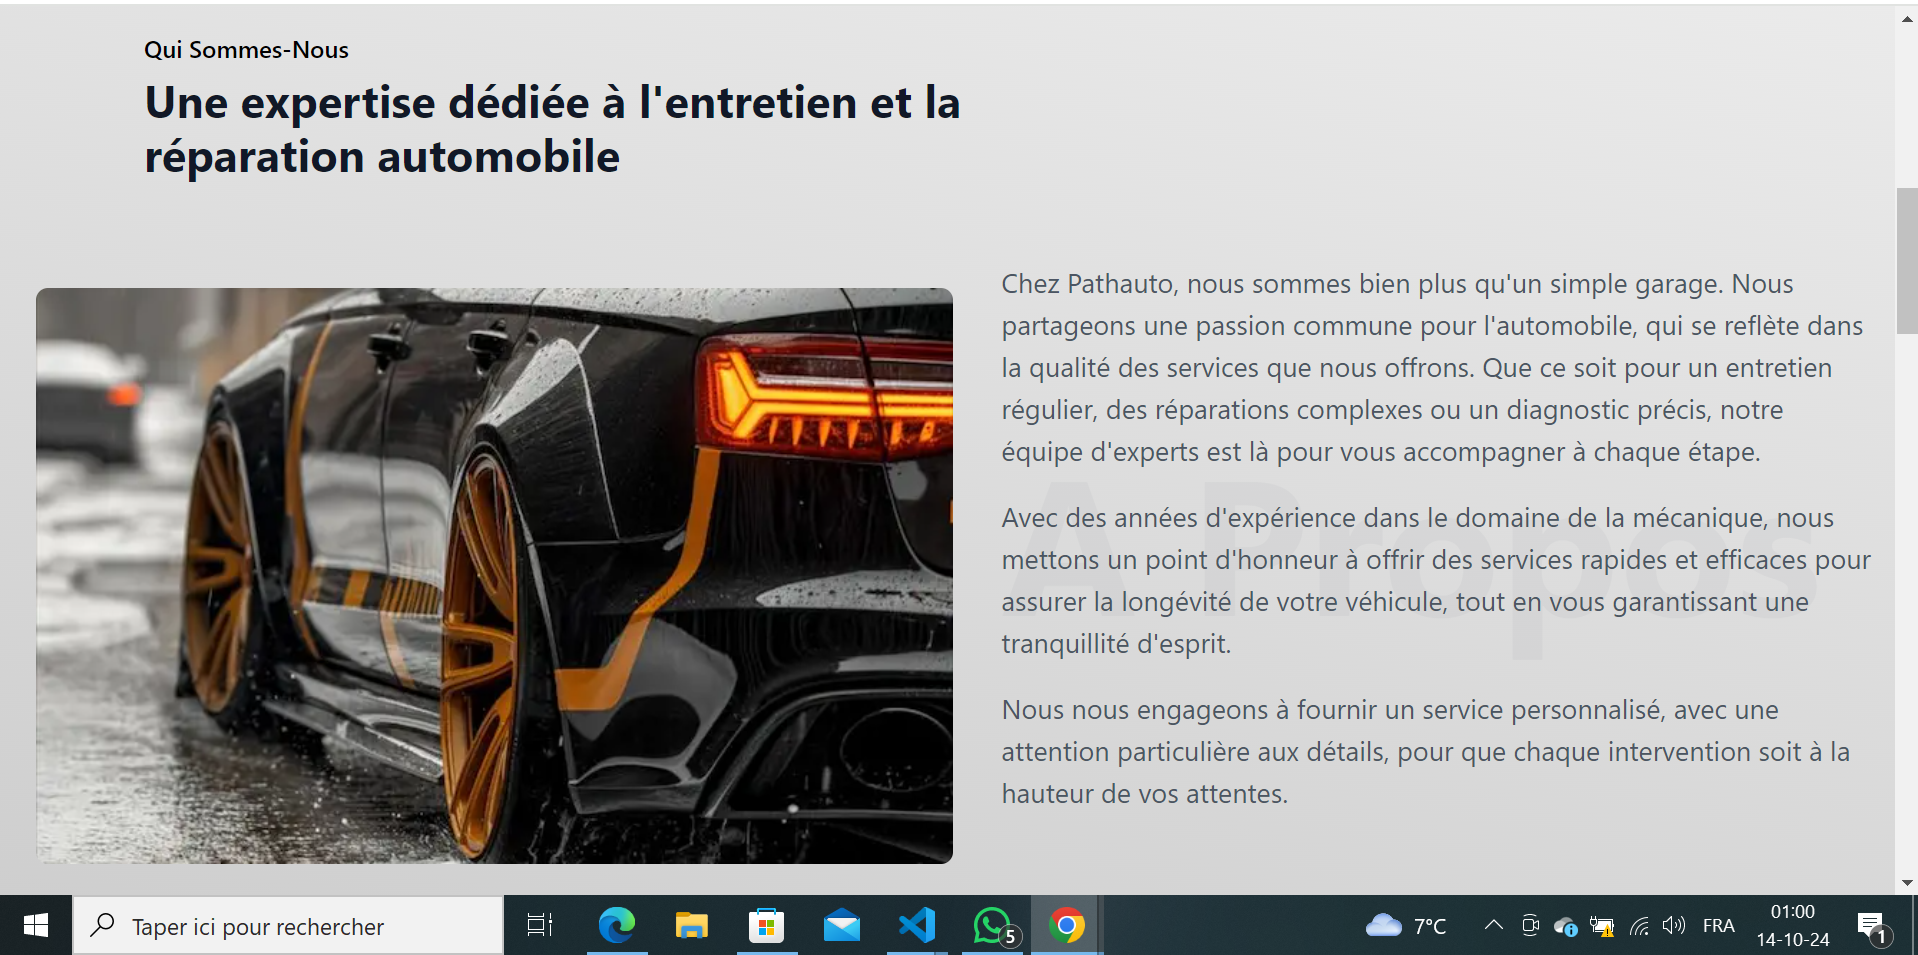 Qui Sommes-Nous
Une expertise dédiée à l'entretien et la
réparation automobile
Chez Pathauto, nous sommes bien plus qu'un simple garage. Nous
partageons une passion commune pour l'automobile, qui se reflète dans
la qualité des services que nous offrons. Que ce soit pour un entretien
régulier, des réparations complexes ou un diagnostic précis, notre
équipe d'experts est là pour vous accompagner à chaque étape.
A Propos
Avec des années d'expérience dans le domaine de la mécanique, nous
mettons un point d'honneur à offrir des services rapides et efficaces pour
assurer la longévité de votre véhicule, tout en vous garantissant une
tranquillité d'esprit.
Nous nous engageons à fournir un service personnalisé, avec une
attention particulière aux détails, pour que chaque intervention soit à la
hauteur de vos attentes.
Taper ici pour rechercher
5
7°C
FRA
01:00
14-10-24
1